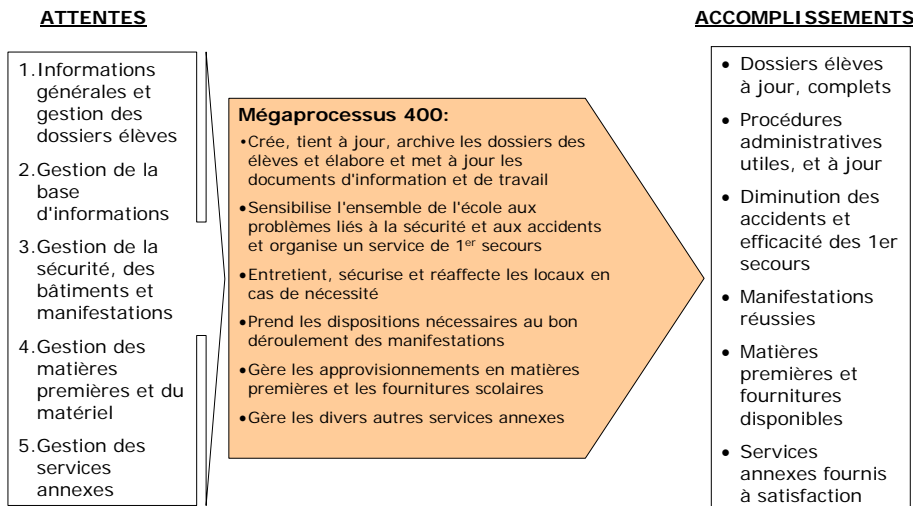 ATTENTES
1.Informations
générales et
gestion des
dossiers élèves
2.Gestion de la
base
d'informations
3.Gestion de la
sécurité, des
bâtiments et
manifestations
4.Gestion des
matières
premières et du
matériel
5.Gestion des
services
annexes
Mégaprocessus 400:
•Crée, tient à jour, archive les dossiers des
élèves et élabore et met à jour les
documents d'information et de travail
•Sensibilise l'ensemble de l'école aux
problèmes liés à la sécurité et aux accidents
et organise un service de 1er secours
•Entretient, sécurise et réaffecte les locaux en
cas de nécessité
•Prend les dispositions nécessaires au bon
déroulement des manifestations
•Gère les approvisionnements en matières
premières et les fournitures scolaires
•Gère les divers autres services annexes
ACCOMPLISSEMENTS
• Dossiers élèves
à jour, complets
• Procédures
administratives
utiles, et à jour
• Diminution des
accidents et
efficacité des 1er
secours
• Manifestations
réussies
• Matières
premières et
fournitures
disponibles
• Services
annexes fournis
à satisfaction